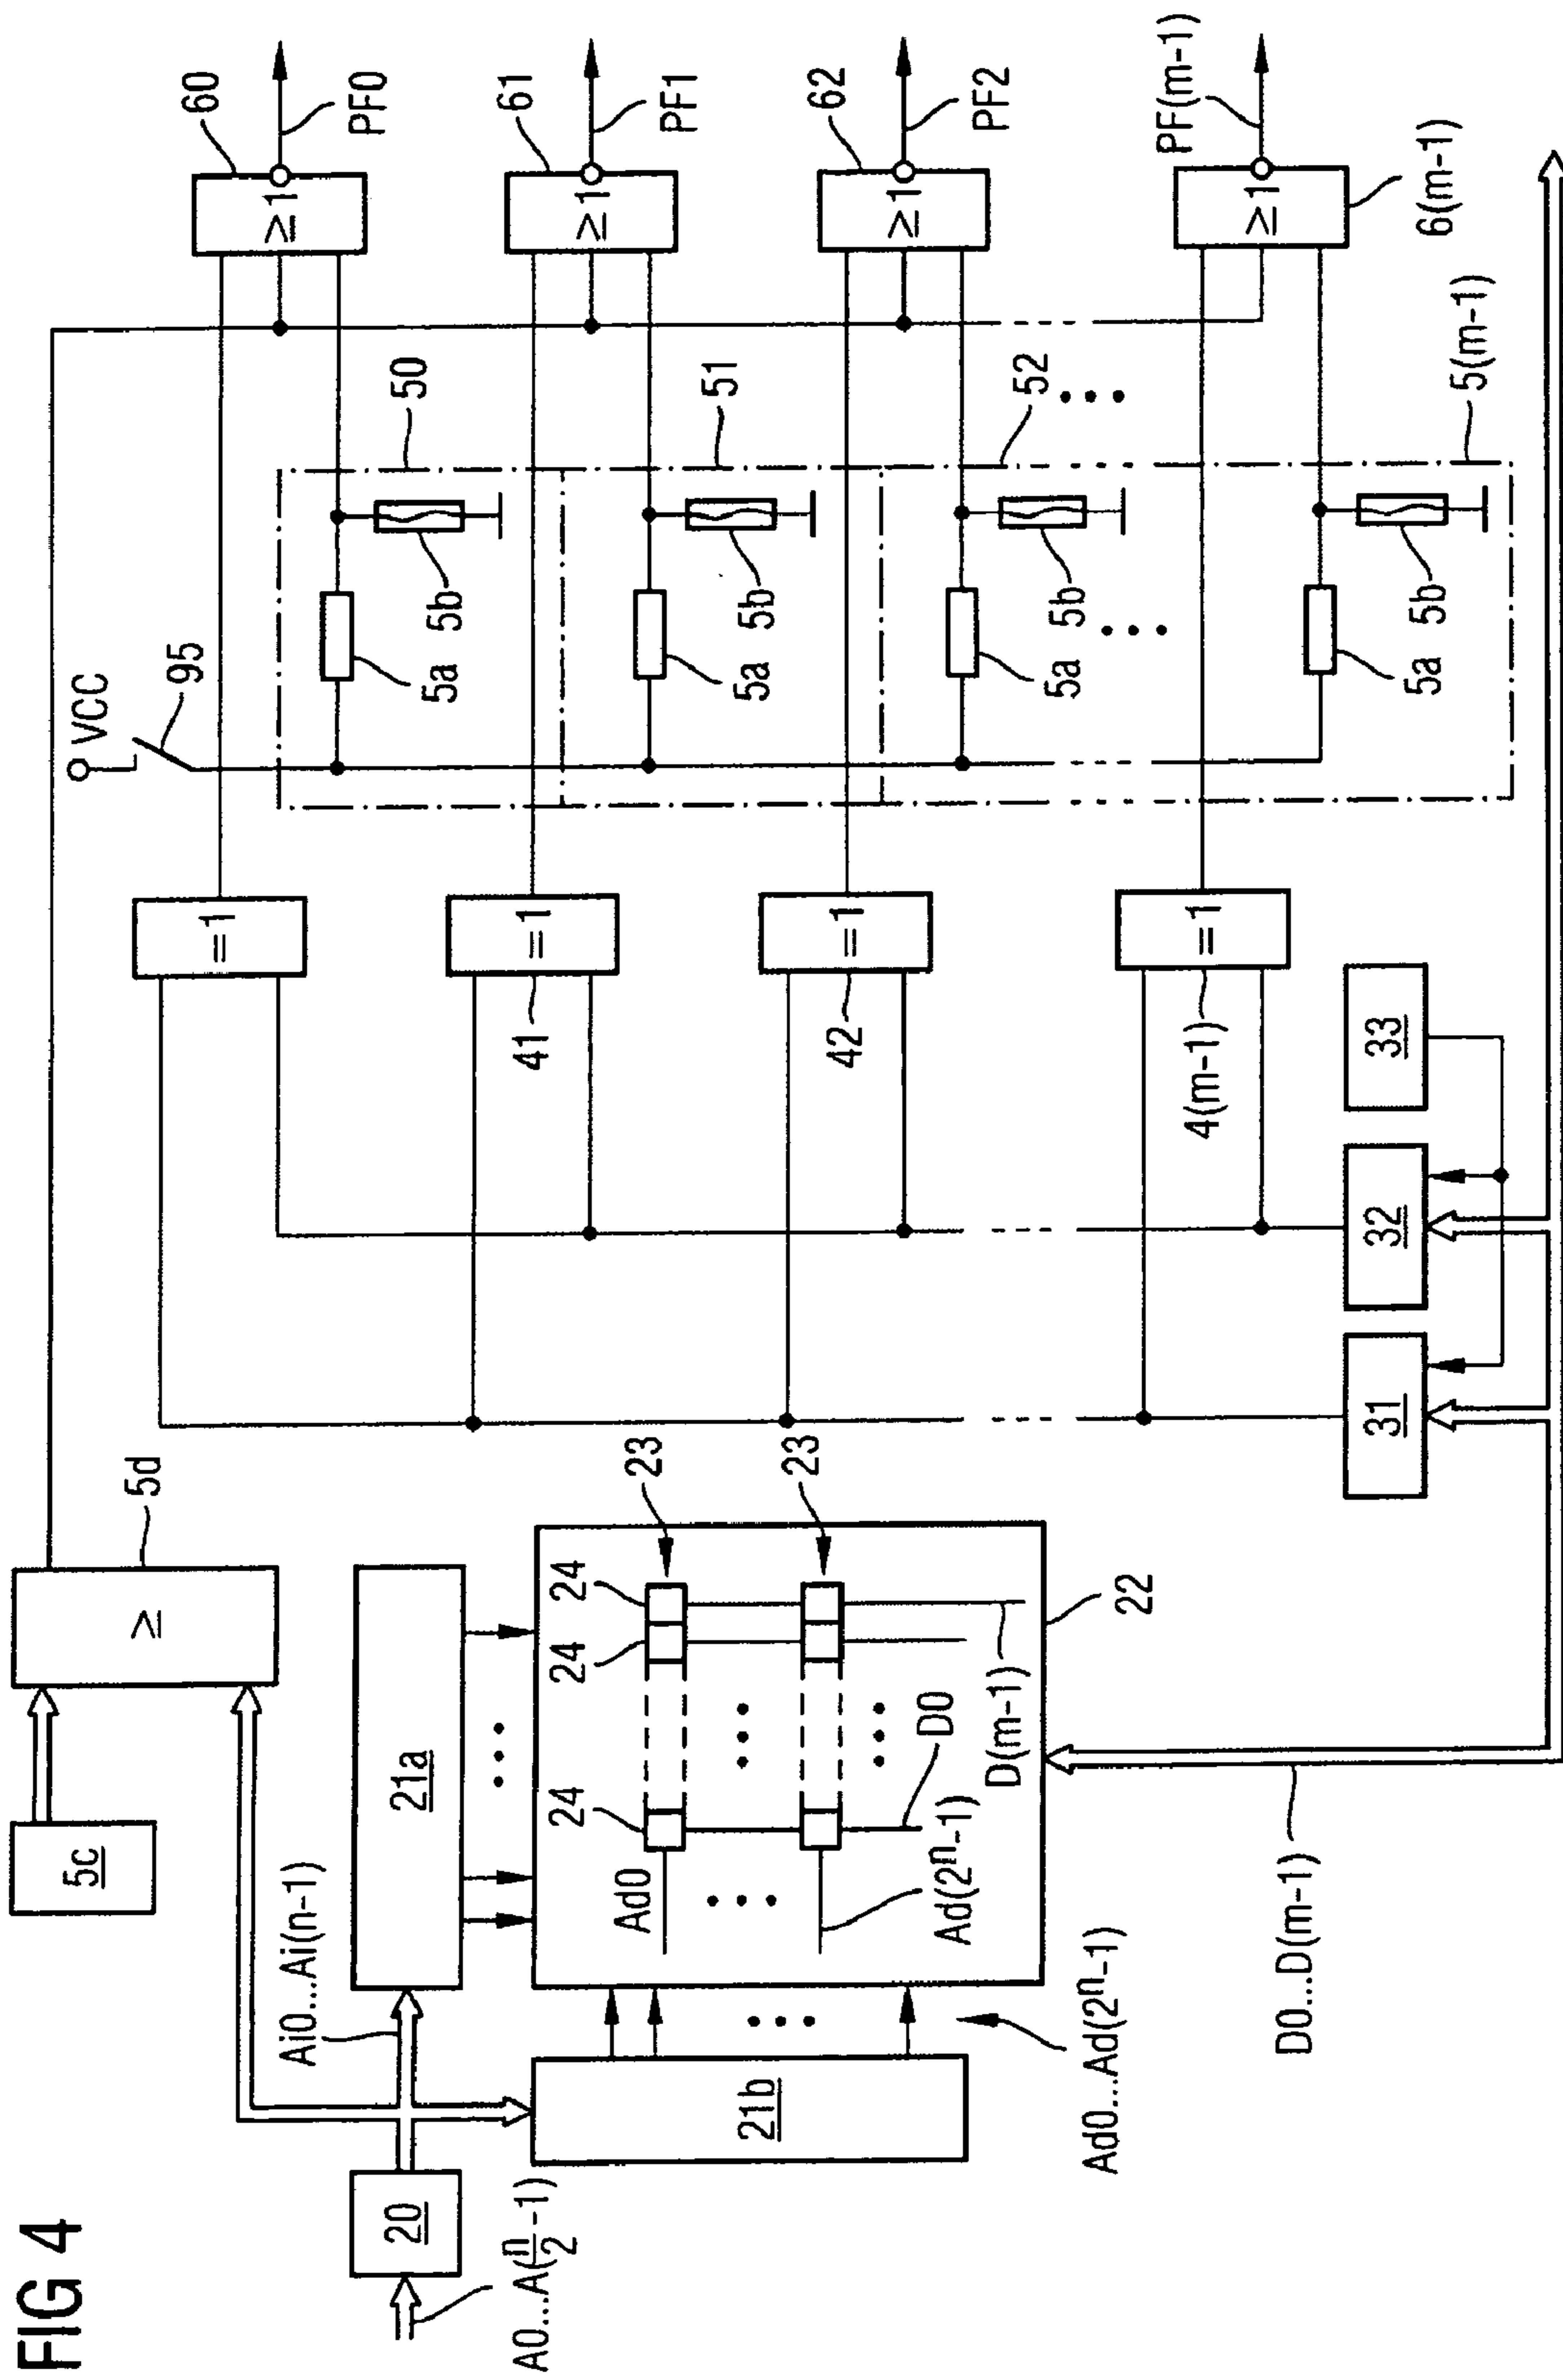 FIG 4
A0...A(n/2-1)
20
Ai0...Ai(n-1)
5c
≥
5d
21a
21b
Ad0...Ad(2ⁿ-1)
24
24
24
23
23
Ad0
Ad(2ⁿ-1)
D0
D(m-1)
22
D0...D(m-1)
31
32
33
=1
=1
41
=1
42
=1
4(m-1)
VCC
95
5a
5b
50
5a
5b
51
5a
5b
52
5a
5b
5(m-1)
≥1
60
PF0
≥1
61
PF1
≥1
62
PF2
≥1
6(m-1)
PF(m-1)